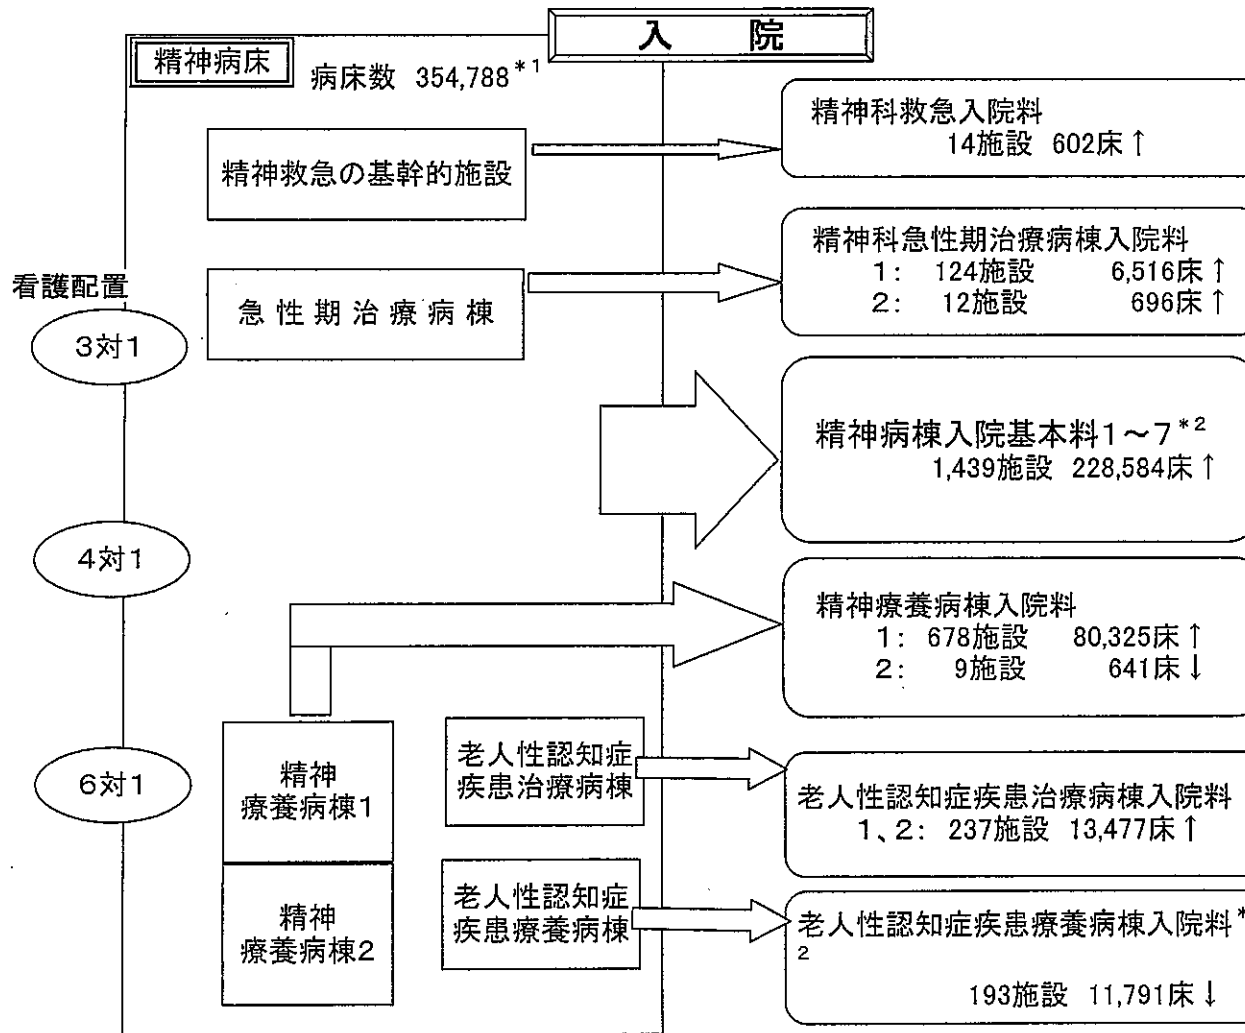 入　院
精神病床
病床数 354,788*1
精神救急の基幹的施設
精神科救急入院料
14施設 602床↑
看護配置
3対1
急性期治療病棟
精神科急性期治療病棟入院料
1: 124施設 6,516床↑
2: 12施設 696床↑
精神病棟入院基本料1～7*2
1,439施設 228,584床↑
4対1
精神療養病棟入院料
1: 678施設 80,325床↑
2: 9施設 641床↓
6対1
精神
療養病棟1
老人性認知症
疾患治療病棟
老人性認知症疾患治療病棟入院料
1、2: 237施設 13,477床↑
精神
療養病棟2
老人性認知症
疾患療養病棟
老人性認知症疾患療養病棟入院料*
2
193施設 11,791床↓